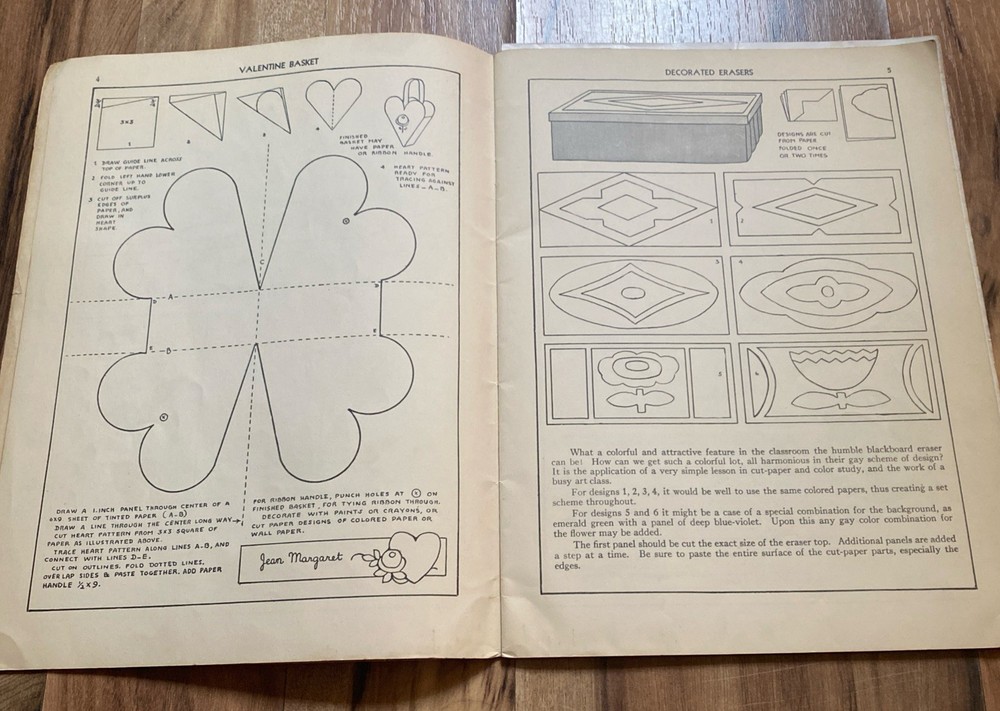 4
VALENTINE BASKET
3x3
1
2
3
4
FINISHED
BASKET MAY
HAVE PAPER
OR RIBBON HANDLE.
1 DRAW GUIDE LINE ACROSS
TOP OF PAPER.
2 FOLD LEFT HAND LOWER
CORNER UP TO
GUIDE LINE.
3 CUT OFF SURPLUS
EDGES OF
PAPER, AND
DRAW IN
HEART
SHAPE
4 HEART PATTERN
READY FOR
TRACING AGAINST
LINES – A – B.
C
D
A
D
E
B
E
DRAW A 1-INCH PANEL THROUGH CENTER OF A
6X9 SHEET OF TINTED PAPER (A-B)
DRAW A LINE THROUGH THE CENTER LONG WAY→
CUT HEART PATTERN FROM 3X3 SQUARE OF
PAPER AS ILLUSTRATED ABOVE.
TRACE HEART PATTERN ALONG LINES A-B, AND
CONNECT WITH LINES D-E.
CUT ON OUTLINES. FOLD DOTTED LINES,
OVERLAP SIDES & PASTE TOGETHER. ADD PAPER
HANDLE ½ X 9.
FOR RIBBON HANDLE, PUNCH HOLES AT ⓧ ON
FINISHED BASKET, FOR TYING RIBBON THROUGH.
DECORATE WITH PAINTS OR CRAYONS, OR
CUT PAPER DESIGNS OF COLORED PAPER OR
WALL PAPER.
Jean Margaret
DECORATED ERASERS
5
DESIGNS ARE CUT
FROM PAPER
FOLDED ONCE
OR TWO TIMES
1
2
3
4
5
6
What a colorful and attractive feature in the classroom the humble blackboard eraser
can be! How can we get such a colorful lot, all harmonious in their gay scheme of design?
It is the application of a very simple lesson in cut-paper and color study, and the work of a
busy art class.
For designs 1, 2, 3, 4, it would be well to use the same colored papers, thus creating a set
scheme throughout.
For designs 5 and 6 it might be a case of a special combination for the background, as
emerald green with a panel of deep blue-violet. Upon this any gay color combination for
the flower may be added.
The first panel should be cut the exact size of the eraser top. Additional panels are added
a step at a time. Be sure to paste the entire surface of the cut-paper parts, especially the
edges.